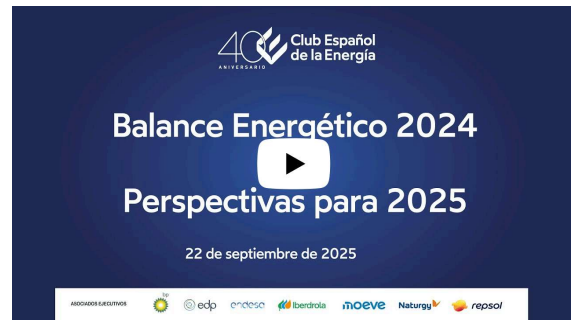 40
ANIVERSARIO
Club Español
de la Energía
Balance Energético 2024
Perspectivas para 2025
22 de septiembre de 2025
ASOCIADOS EJECUTIVOS
bp
edp
endesa
Iberdrola
moeve
Naturgy
repsol